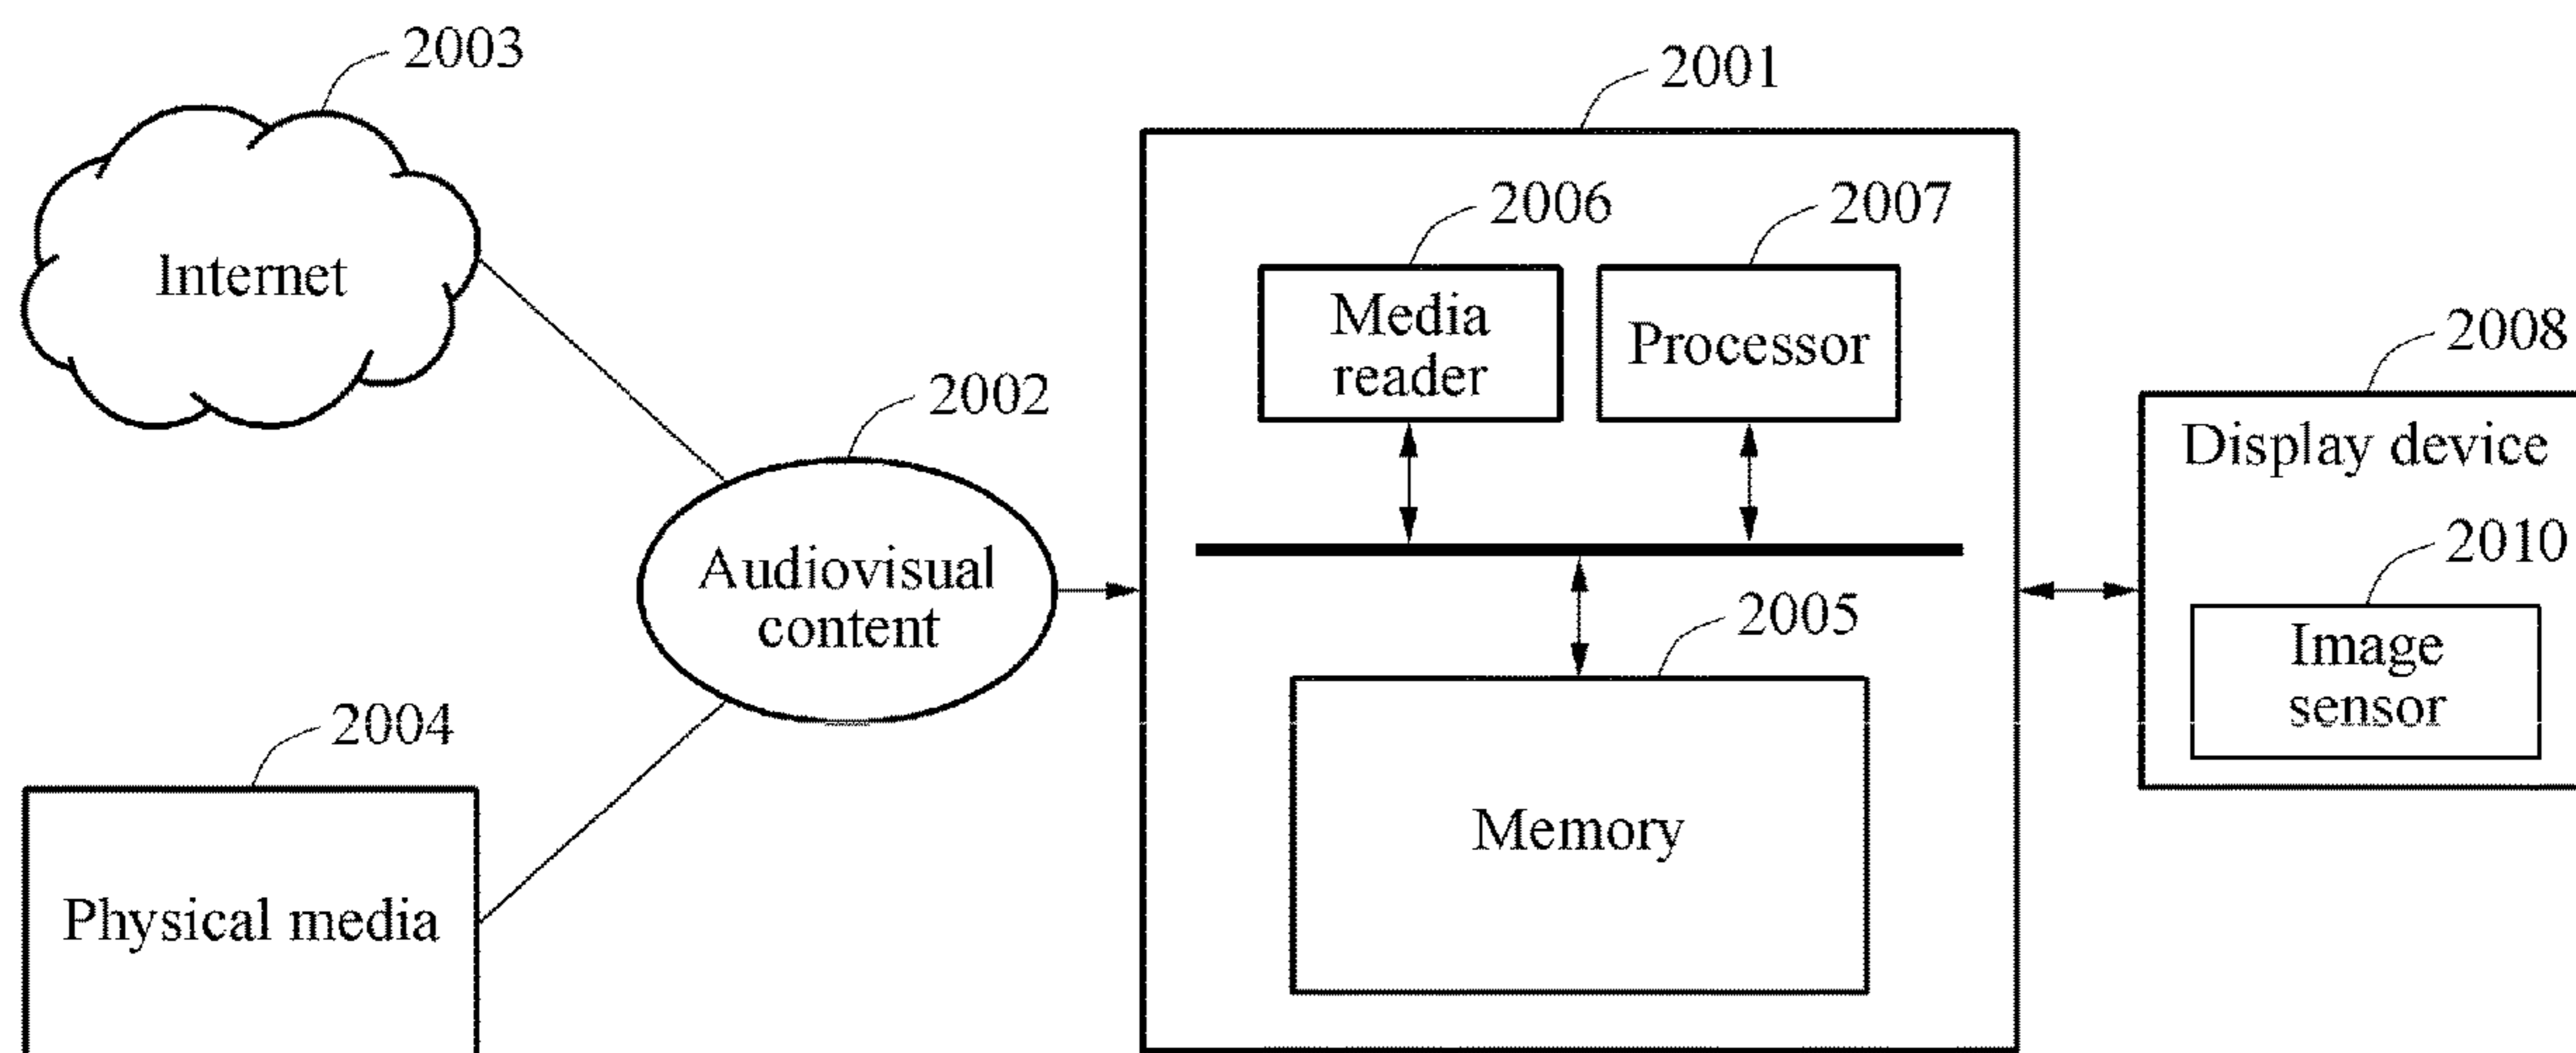 2003
Internet
2002
Audiovisual
content
2004
Physical media
2001
2006
Media
reader
2007
Processor
2005
Memory
2008
Display device
2010
Image
sensor